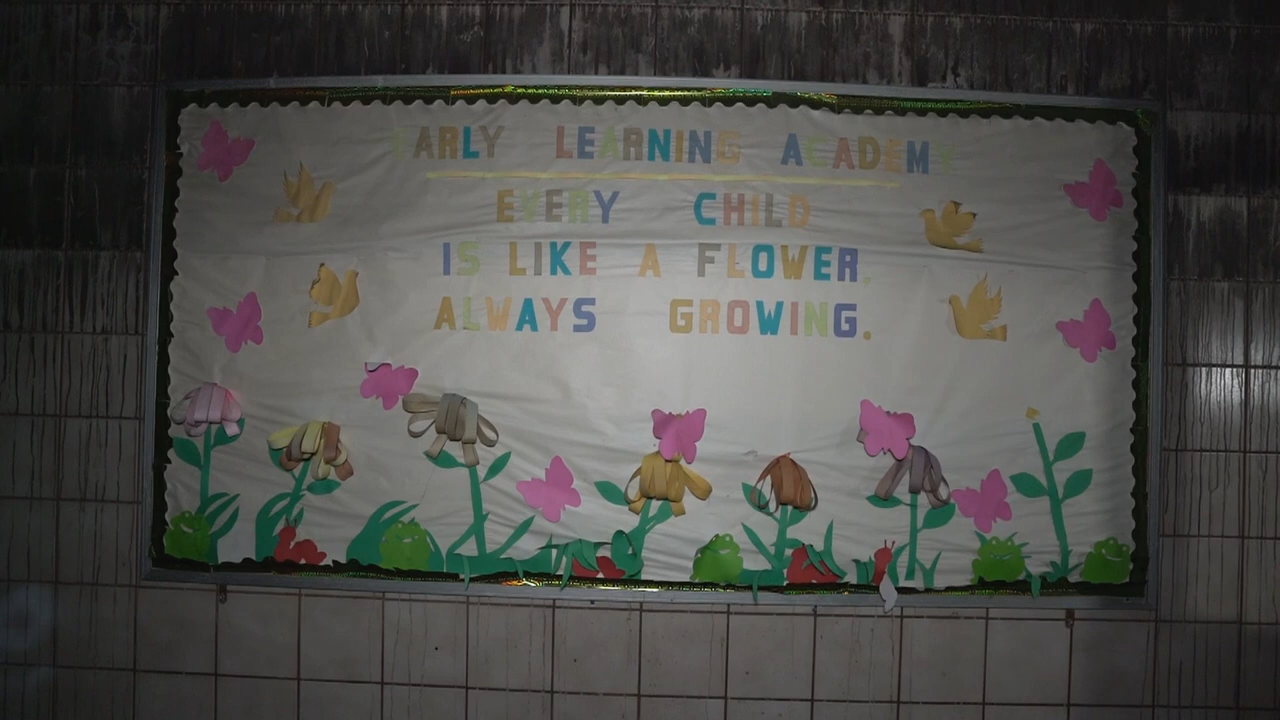 EARLY LEARNING ACADEMY
EVERY CHILD
IS LIKE A FLOWER,
ALWAYS GROWING.